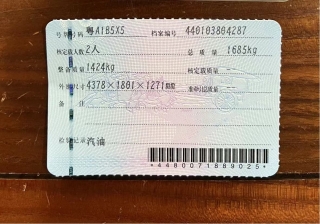 号牌号码 粤A1B5X5 档案编号 440103804287
核定载人数 2人 总质量 1685kg
整备质量 1424kg 核定载质量 --
外廓尺寸 4378×1801×1271mm 准牵引总质量 --
备注
检验记录 汽油
*4480071889025*